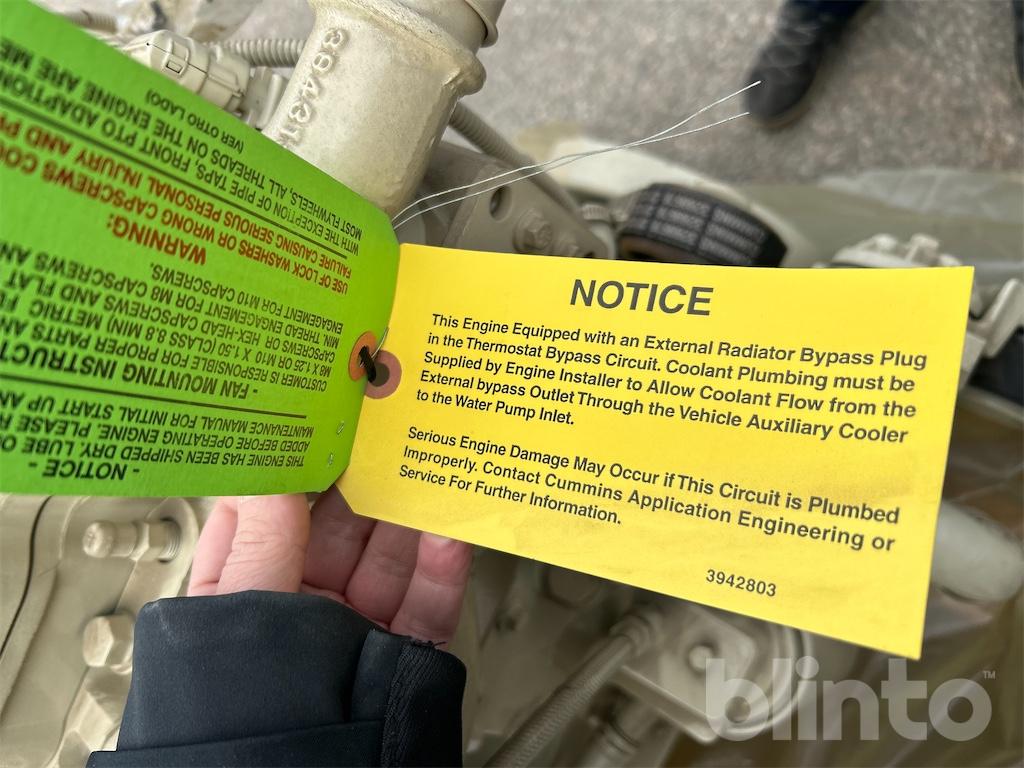 NOTICE
This Engine Equipped with an External Radiator Bypass Plug
in the Thermostat Bypass Circuit. Coolant Plumbing must be
Supplied by Engine Installer to Allow Coolant Flow from the
External bypass Outlet Through the Vehicle Auxiliary Cooler
to the Water Pump Inlet.
Serious Engine Damage May Occur if This Circuit is Plumbed
Improperly. Contact Cummins Application Engineering or
Service For Further Information.
3942803
- NOTICE -
THIS ENGINE HAS BEEN SHIPPED DRY. LUBE
ADDED BEFORE OPERATING ENGINE. PLEASE
MAINTENANCE MANUAL FOR INITIAL START UP
- FAN MOUNTING
CUSTOMER IS RESPONSIBLE FOR PROPER PARTS
M8 X 1.25 OR M10 X 1.50 (CLASS 8.8 MIN) METRIC
CAPSCREWS OR HEX-HEAD CAPSCREWS AND FLAT
MIN. THREAD ENGAGEMENT FOR M8 CAPSCREWS AND
ENGAGEMENT FOR M10 CAPSCREWS.
WARNING:
USE OF LOCK WASHERS OR WRONG CAPSCREWS
FAILURE CAUSING SERIOUS PERSONAL INJURY AND
WITH THE EXCEPTION OF PIPE TAPS, FRONT PTO
MOST FLYWHEELS, ALL THREADS ON THE ENGINE ARE
(VER OTRO LADO)
blinto™